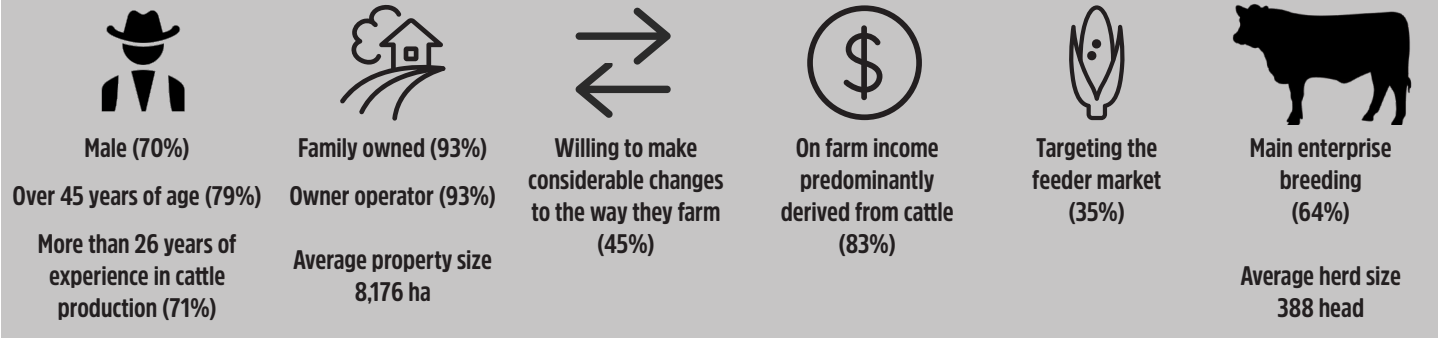 Male (70%)
Over 45 years of age (79%)
More than 26 years of
experience in cattle
production (71%)
Family owned (93%)
Owner operator (93%)
Average property size
8,176 ha
Willing to make
considerable changes
to the way they farm
(45%)
On farm income
predominantly
derived from cattle
(83%)
Targeting the
feeder market
(35%)
Main enterprise
breeding
(64%)
Average herd size
388 head